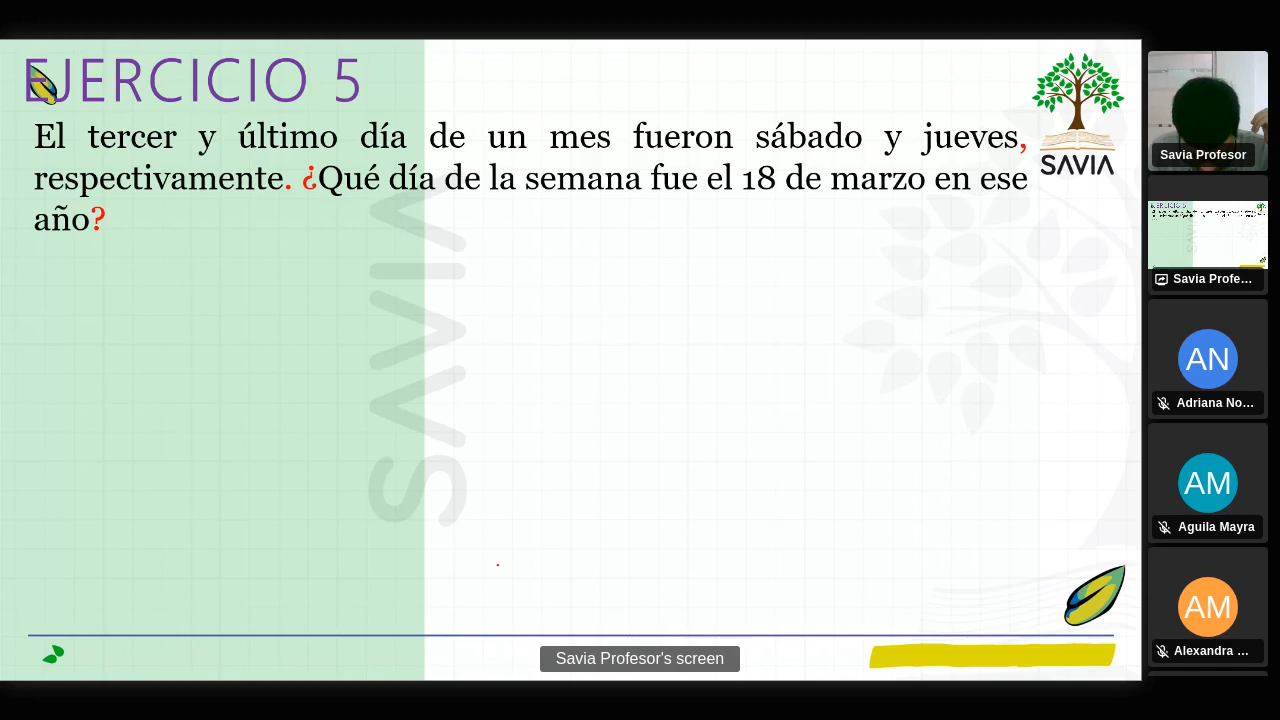 EJERCICIO 5
El tercer y último día de un mes fueron sábado y jueves,
respectivamente. ¿Qué día de la semana fue el 18 de marzo en ese
año?
SAVIA
SAVIA
Savia Profesor's screen
Savia Profesor
Savia Profe...
AN
Adriana No...
AM
Aguila Mayra
AM
Alexandra ...